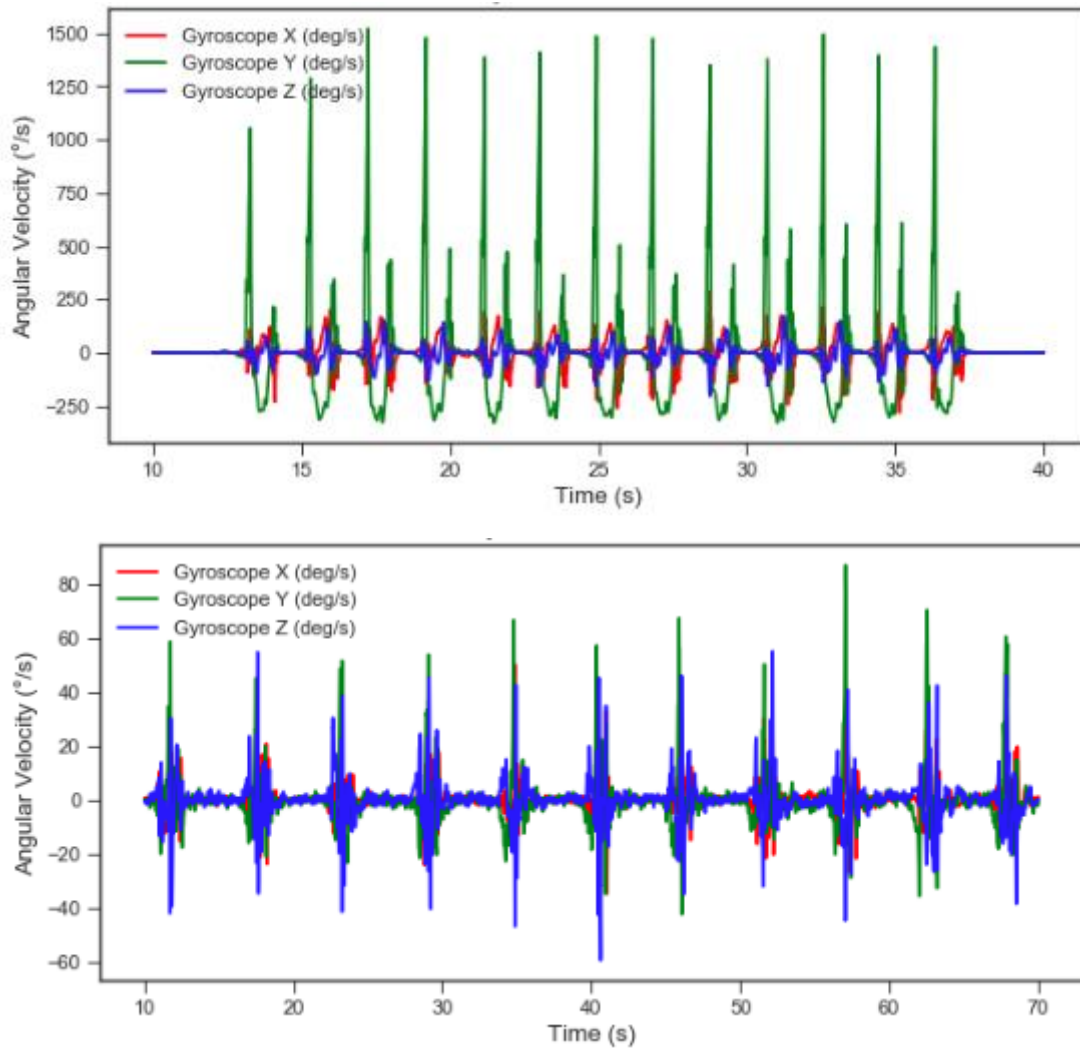 1500
1250
1000
750
500
250
0
−250
Angular Velocity (°/s)
Gyroscope X (deg/s)
Gyroscope Y (deg/s)
Gyroscope Z (deg/s)
10 15 20 25 30 35 40
Time (s)
80
60
40
20
0
−20
−40
−60
Angular Velocity (°/s)
Gyroscope X (deg/s)
Gyroscope Y (deg/s)
Gyroscope Z (deg/s)
10 20 30 40 50 60 70
Time (s)